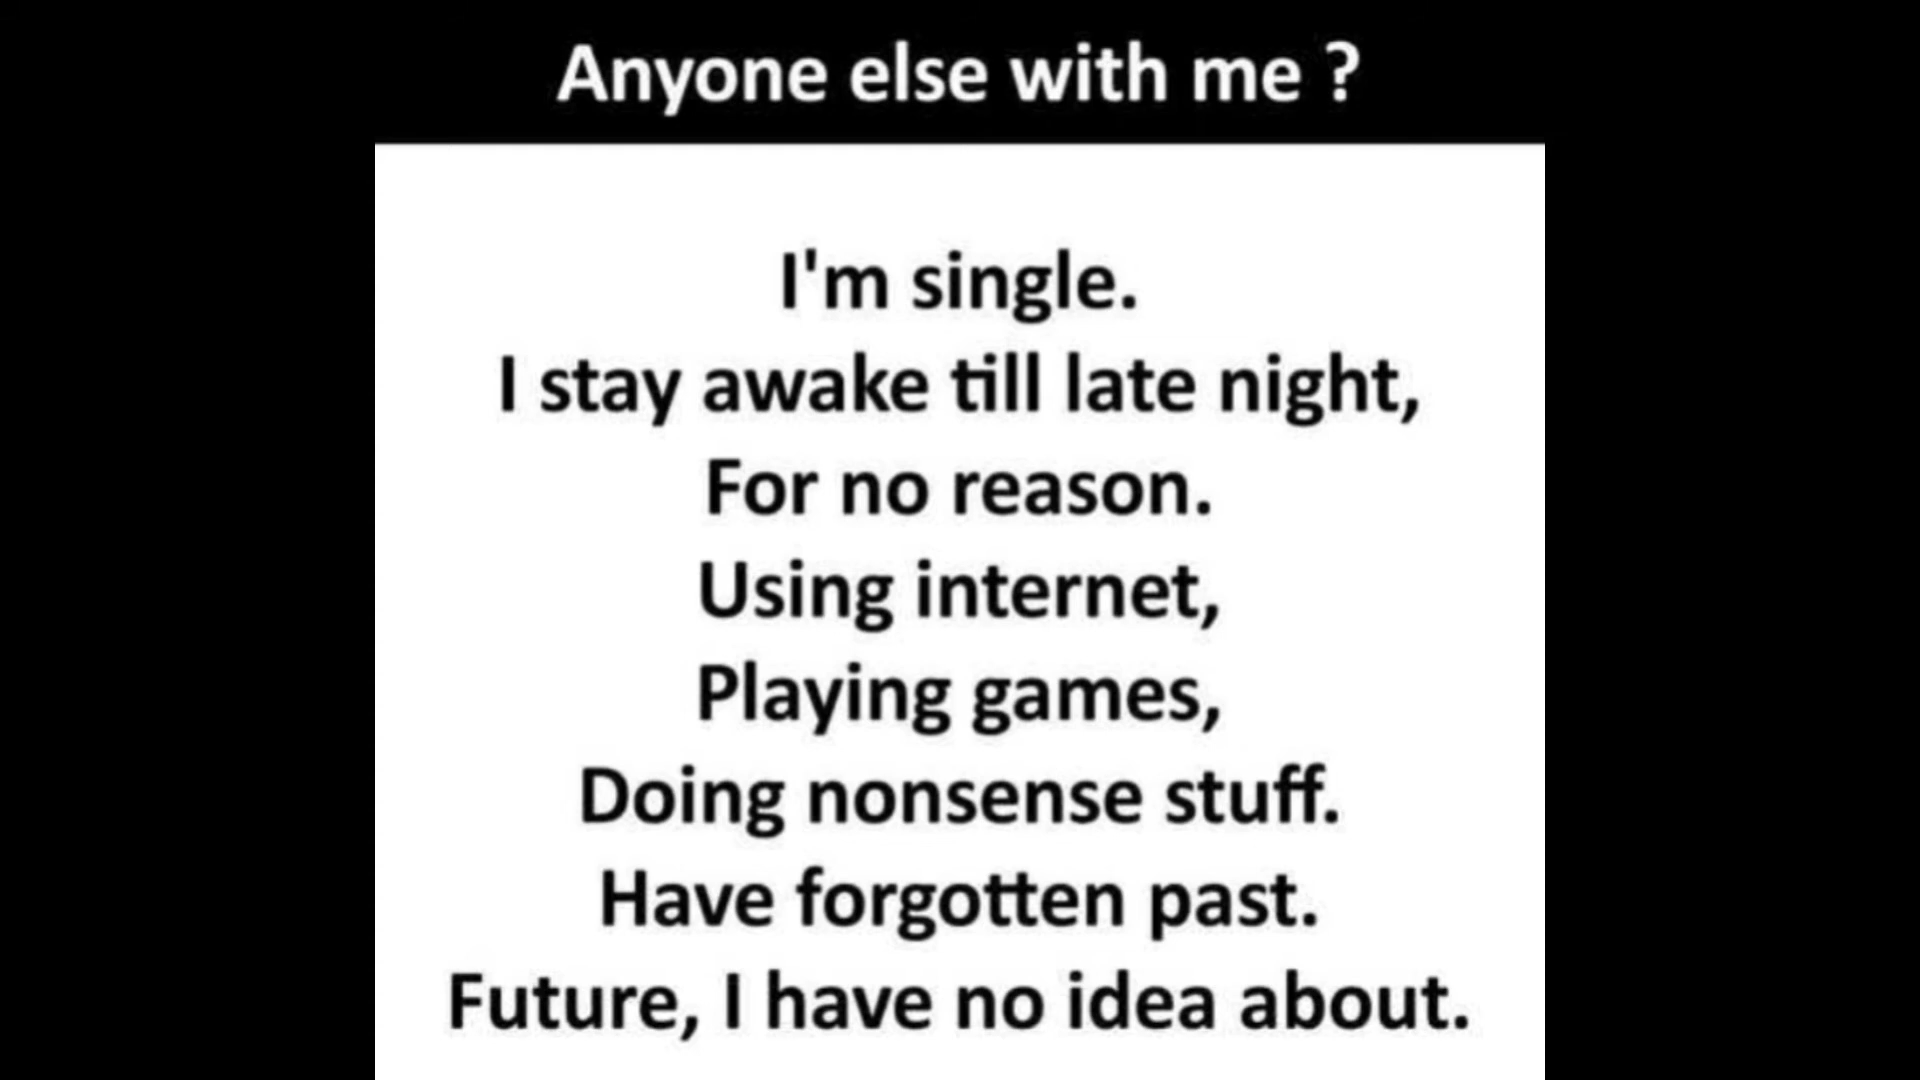 Anyone else with me ?
I'm single.
I stay awake till late night,
For no reason.
Using internet,
Playing games,
Doing nonsense stuff.
Have forgotten past.
Future, I have no idea about.